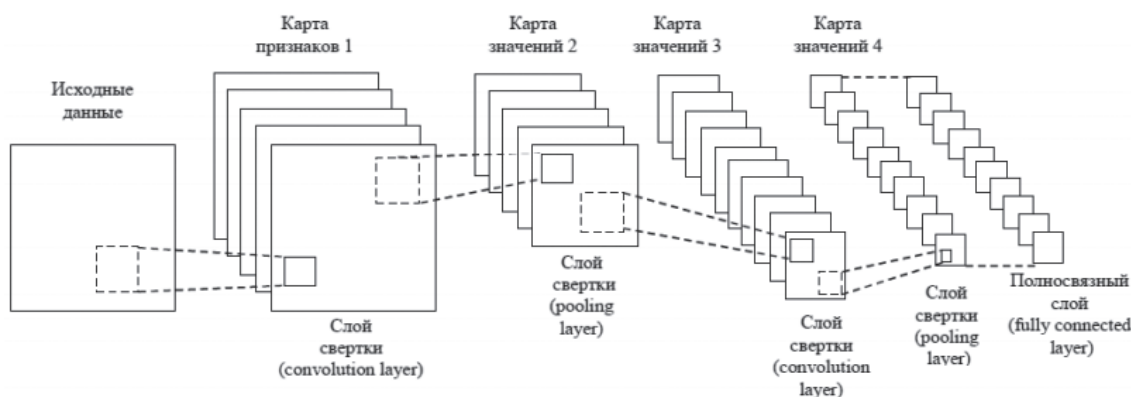 Исходные
данные
Карта
признаков 1
Карта
значений 2
Карта
значений 3
Карта
значений 4
Слой
свертки
(convolution layer)
Слой
свертки
(pooling
layer)
Слой
свертки
(convolution
layer)
Слой
свертки
(pooling
layer)
Полносвязный
слой
(fully connected
layer)